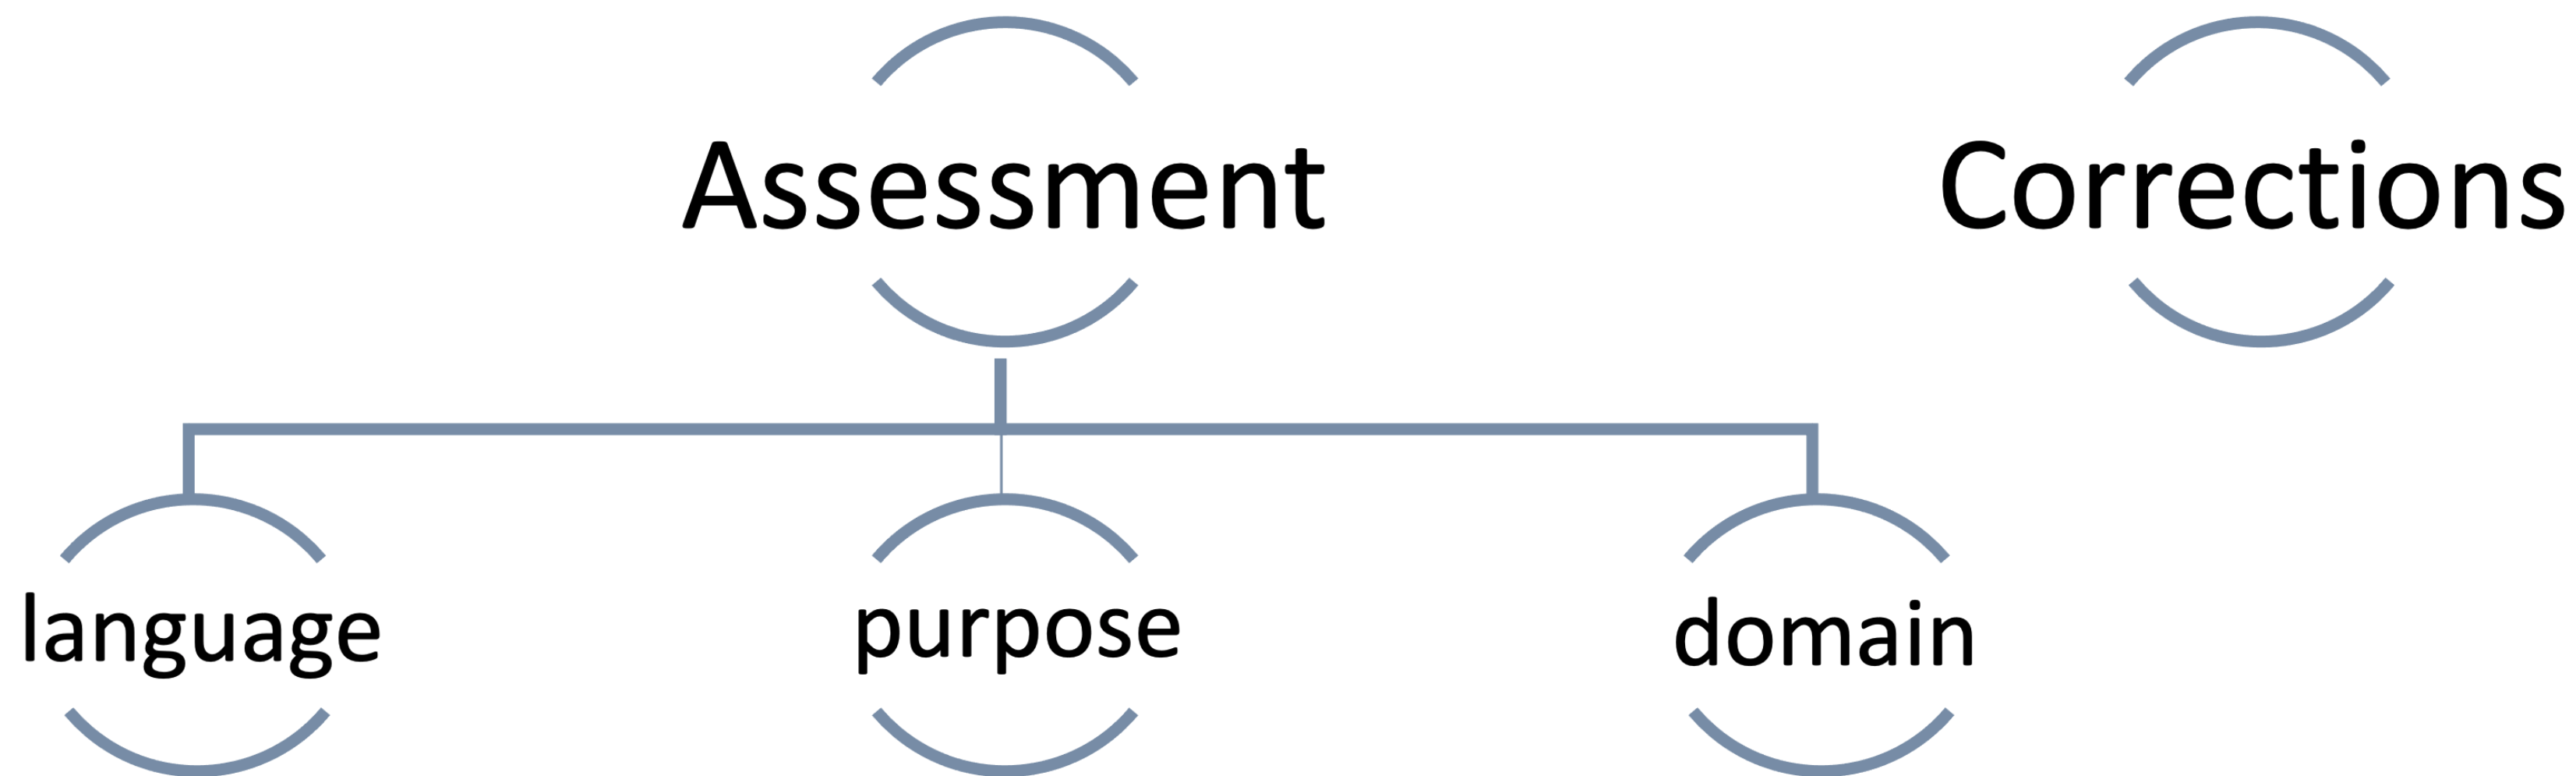 Assessment
Corrections
language
purpose
domain